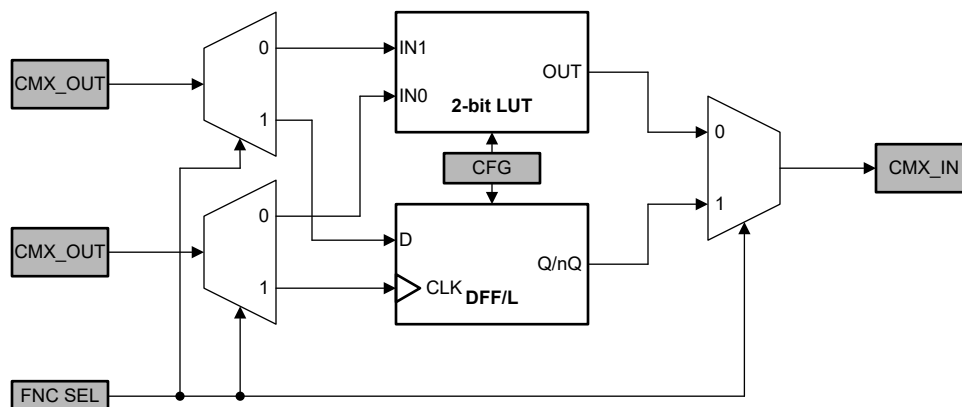 0
IN1
OUT
CMX_OUT
IN0
2-bit LUT
1
0
CFG
CMX_IN
0
1
D
CMX_OUT
Q/nQ
1
CLK
DFF/L
FNC SEL